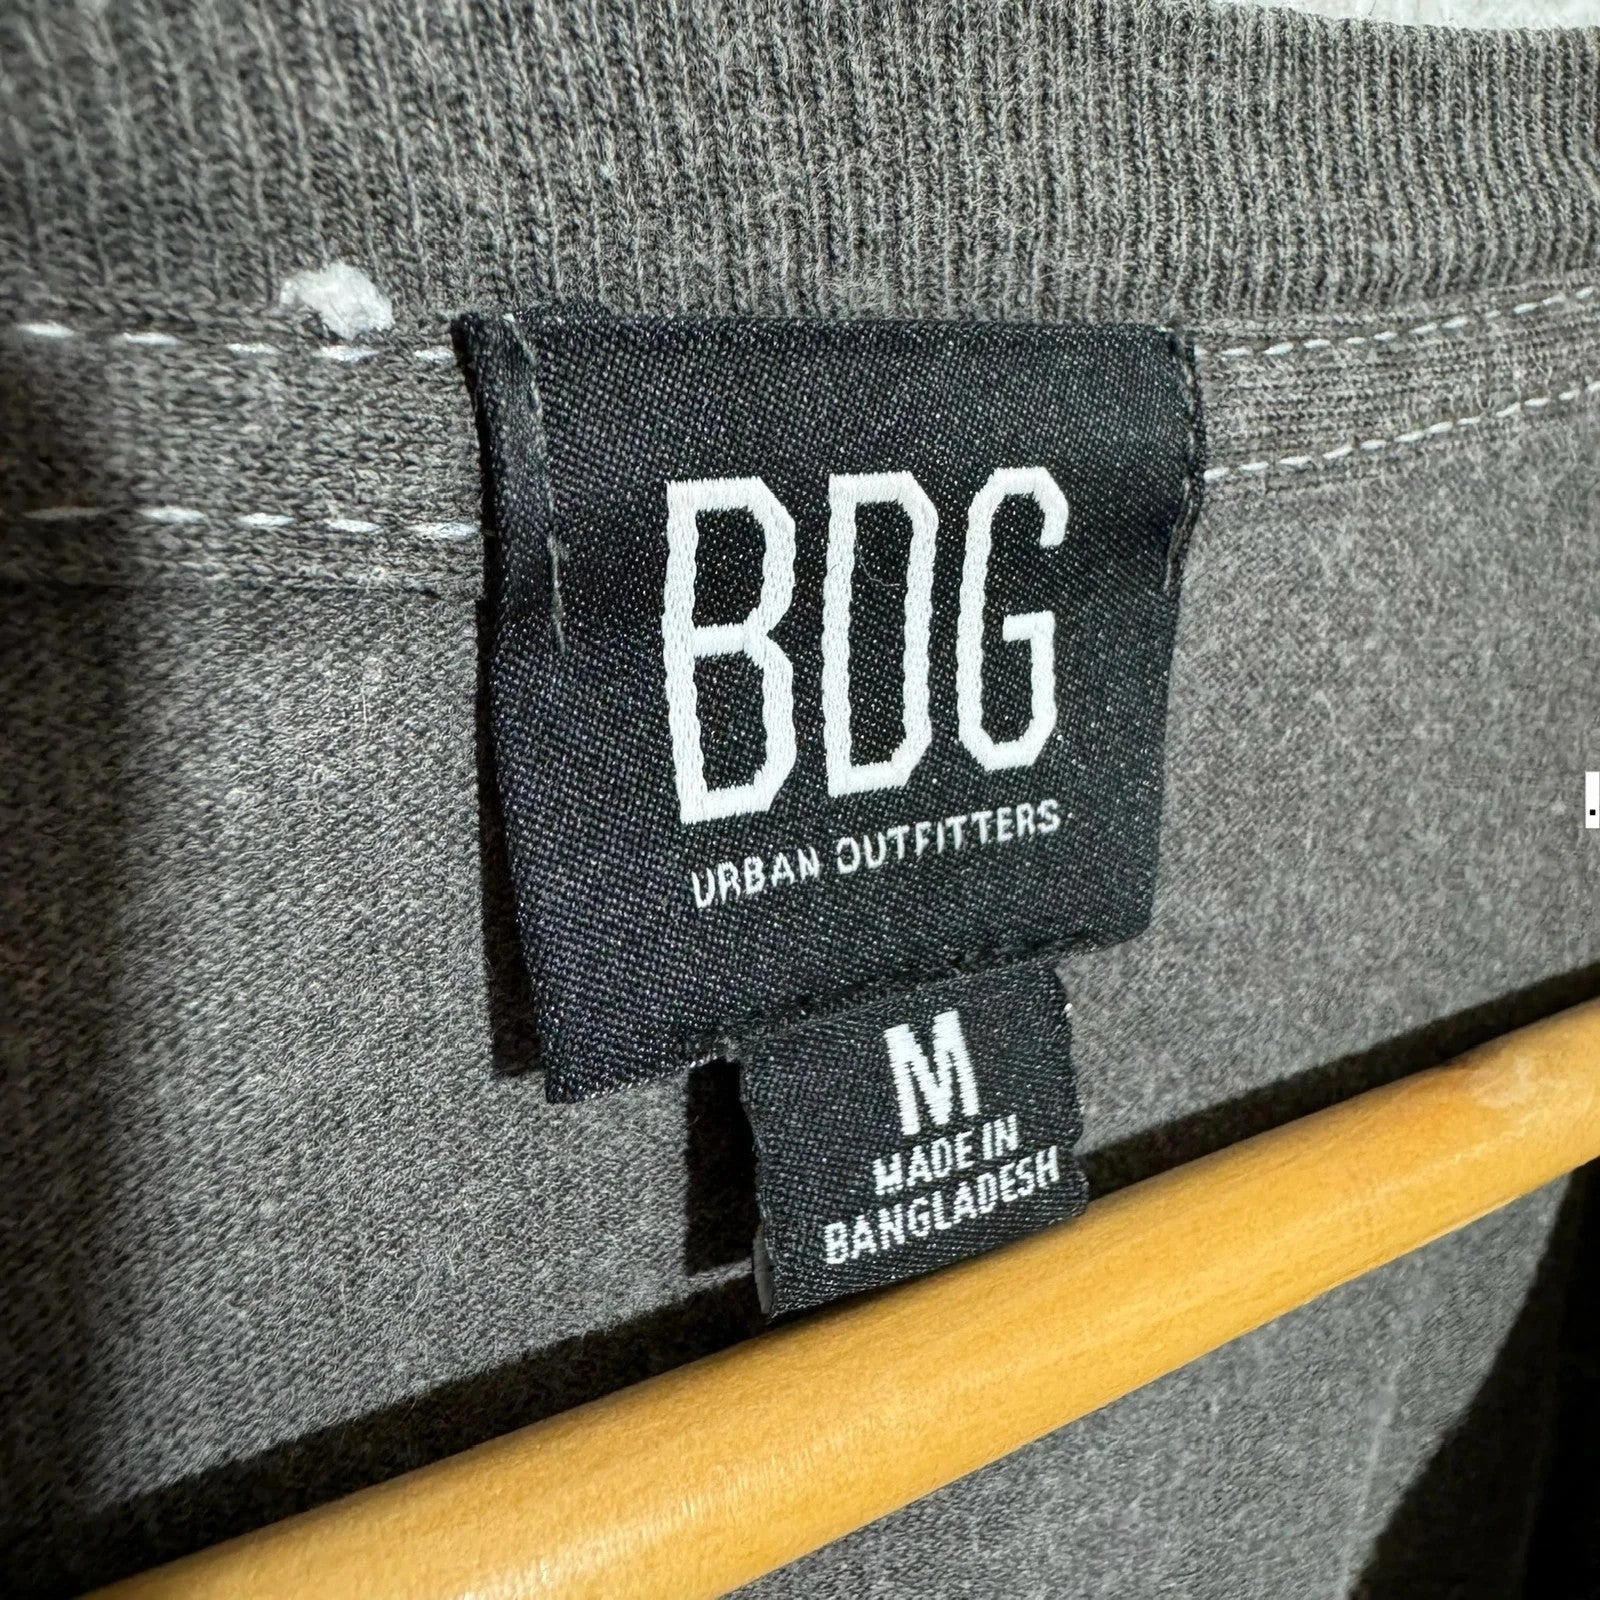 BDG
URBAN OUTFITTERS
M
MADE IN
BANGLADESH
.